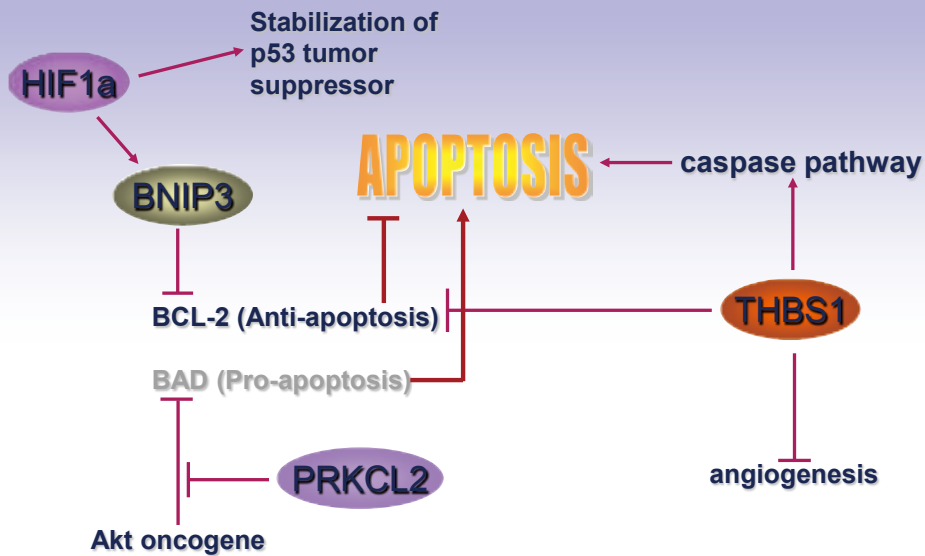 Stabilization of
p53 tumor
suppressor
HIF1a
APOPTOSIS
caspase pathway
BNIP3
BCL-2 (Anti-apoptosis)
THBS1
BAD (Pro-apoptosis)
PRKCL2
angiogenesis
Akt oncogene